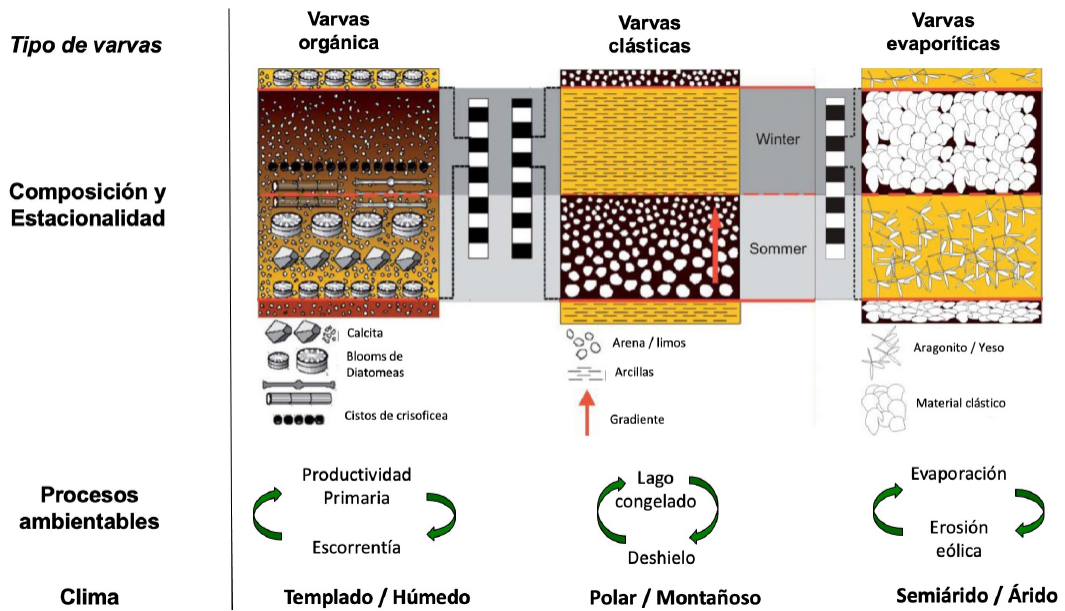 Tipo de varvas
Varvas
orgánica
Varvas
clásticas
Varvas
evaporíticas
Composición y
Estacionalidad
Winter
Sommer
Calcita
Blooms de
Diatomeas
Cistos de crisoficea
Arena / limos
Arcillas
Gradiente
Aragonito / Yeso
Material clástico
Procesos
ambientables
Productividad
Primaria
Escorrentía
Lago
congelado
Deshielo
Evaporación
Erosión
eólica
Clima
Templado / Húmedo
Polar / Montañoso
Semiárido / Árido